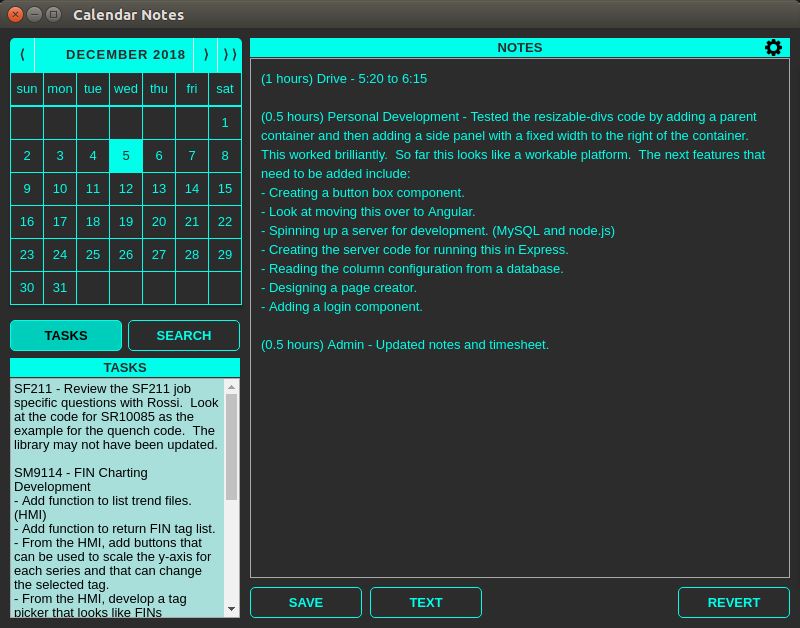 Calendar Notes
⟨ DECEMBER 2018 ⟩ ⟩⟩
sun mon tue wed thu fri sat
1
2 3 4 5 6 7 8
9 10 11 12 13 14 15
16 17 18 19 20 21 22
23 24 25 26 27 28 29
30 31
TASKS SEARCH
TASKS
SF211 - Review the SF211 job
specific questions with Rossi.  Look
at the code for SR10085 as the
example for the quench code.  The
library may not have been updated.
SM9114 - FIN Charting
Development
- Add function to list trend files.
(HMI)
- Add function to return FIN tag list.
- From the HMI, add buttons that
can be used to scale the y-axis for
each series and that can change
the selected tag.
- From the HMI, develop a tag
picker that looks like FINs
NOTES
(1 hours) Drive - 5:20 to 6:15
(0.5 hours) Personal Development - Tested the resizable-divs code by adding a parent
container and then adding a side panel with a fixed width to the right of the container.
This worked brilliantly.  So far this looks like a workable platform.  The next features that
need to be added include:
- Creating a button box component.
- Look at moving this over to Angular.
- Spinning up a server for development. (MySQL and node.js)
- Creating the server code for running this in Express.
- Reading the column configuration from a database.
- Designing a page creator.
- Adding a login component.
(0.5 hours) Admin - Updated notes and timesheet.
SAVE TEXT REVERT